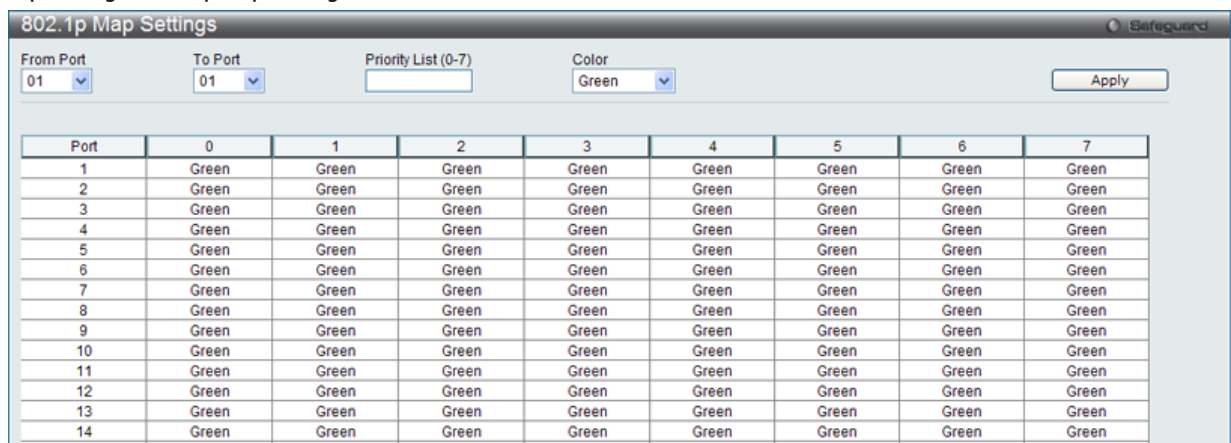 802.1p Map Settings
Safeguard
From Port To Port Priority List (0-7) Color
01 01 Green Apply
Port 0 1 2 3 4 5 6 7
1 Green Green Green Green Green Green Green Green
2 Green Green Green Green Green Green Green Green
3 Green Green Green Green Green Green Green Green
4 Green Green Green Green Green Green Green Green
5 Green Green Green Green Green Green Green Green
6 Green Green Green Green Green Green Green Green
7 Green Green Green Green Green Green Green Green
8 Green Green Green Green Green Green Green Green
9 Green Green Green Green Green Green Green Green
10 Green Green Green Green Green Green Green Green
11 Green Green Green Green Green Green Green Green
12 Green Green Green Green Green Green Green Green
13 Green Green Green Green Green Green Green Green
14 Green Green Green Green Green Green Green Green